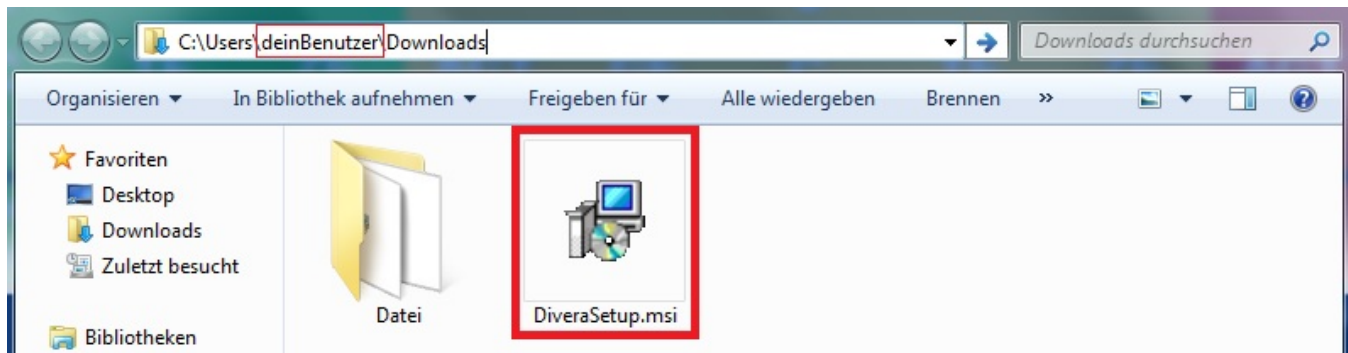 C:\Users\deinBenutzer\Downloads
Downloads durchsuchen
Organisieren In Bibliothek aufnehmen Freigeben für Alle wiedergeben Brennen »
Favoriten
Desktop
Downloads
Zuletzt besucht
Bibliotheken
Datei
DiveraSetup.msi